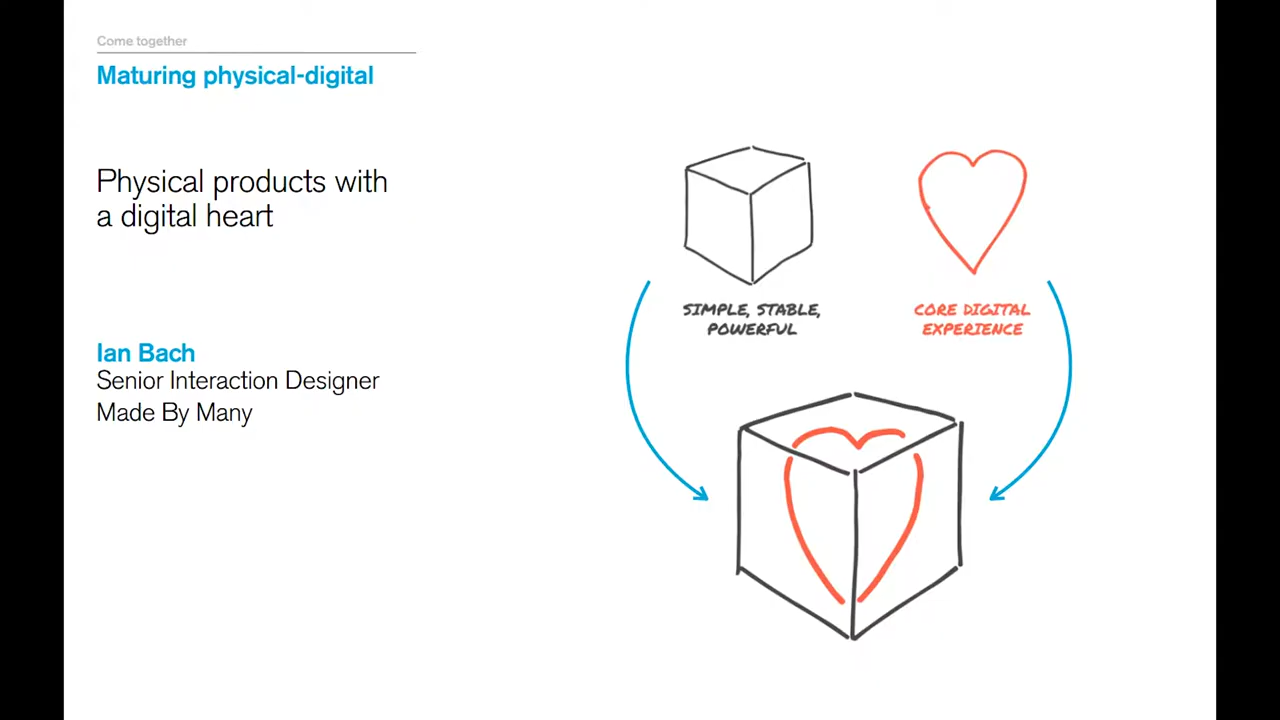 Come together
Maturing physical-digital
Physical products with
a digital heart
Ian Bach
Senior Interaction Designer
Made By Many
SIMPLE, STABLE,
POWERFUL
CORE DIGITAL
EXPERIENCE